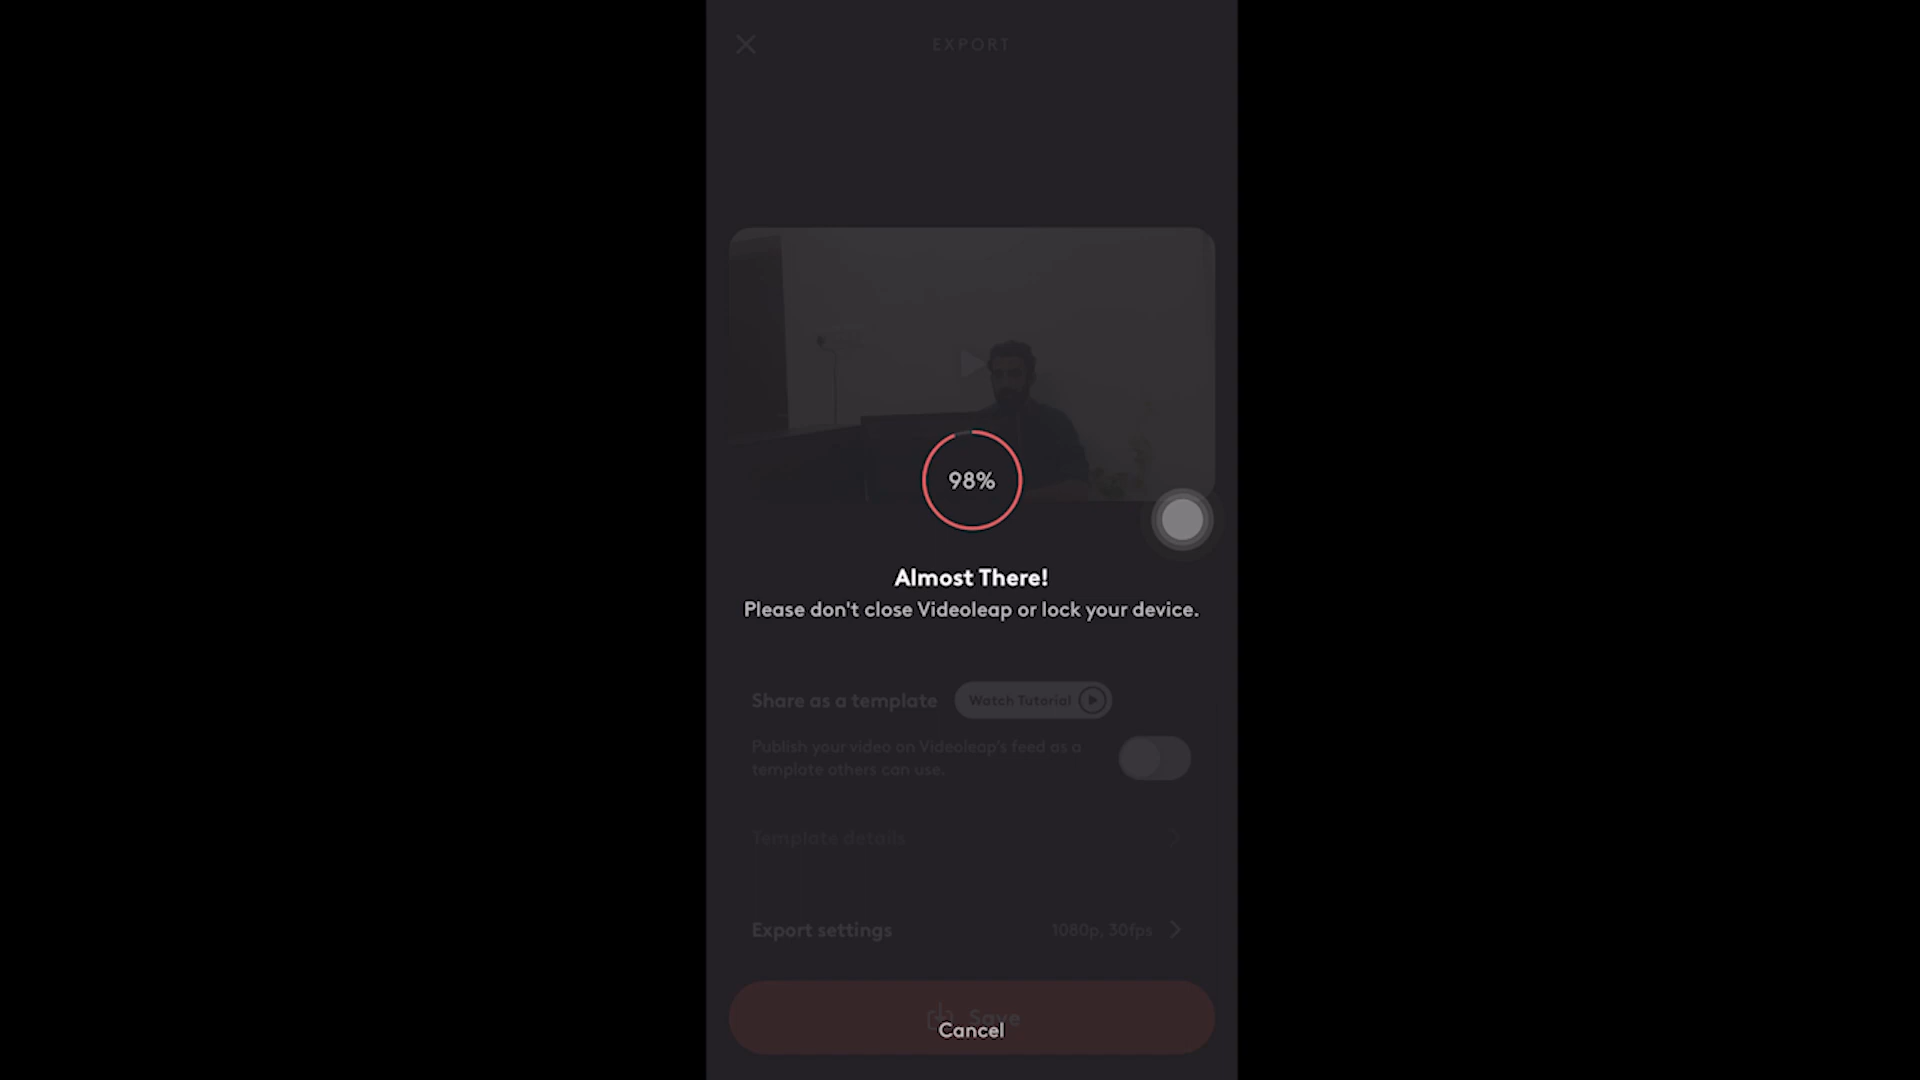 EXPORT
98%
Almost There!
Please don't close Videoleap or lock your device.
Share as a template
Watch Tutorial
Publish your video on Videoleap's feed as a
template others can use.
Template details
Export settings
1080p, 30fps
Save
Cancel